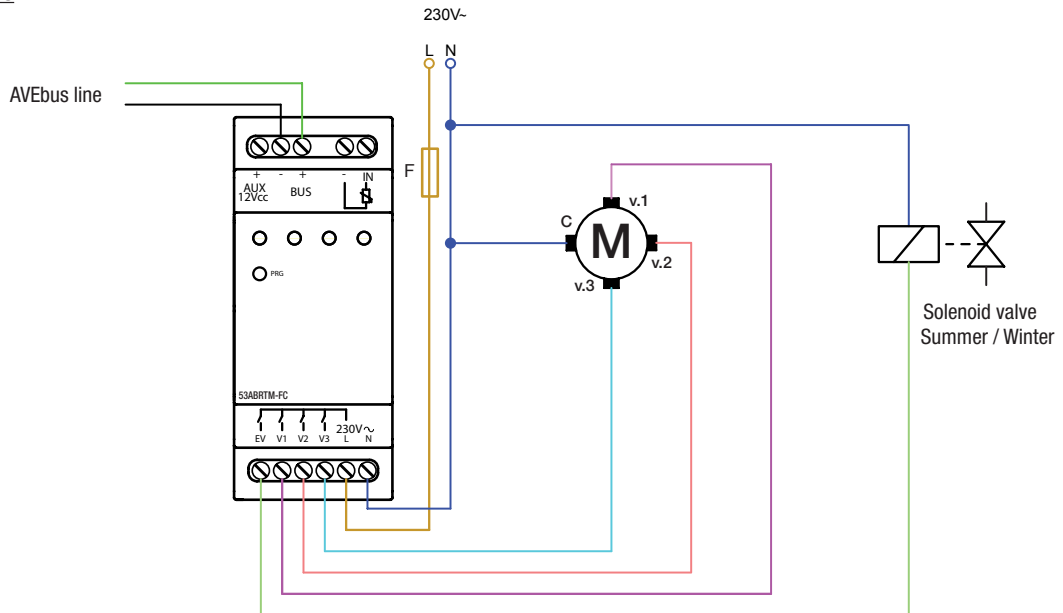 230V~
L N
AVEbus line
F
+ - + - IN
AUX
12Vcc
BUS
PRG
v.1
C
M
v.2
v.3
Solenoid valve
Summer / Winter
53ABRTM-FC
230V~
EV V1 V2 V3 L N